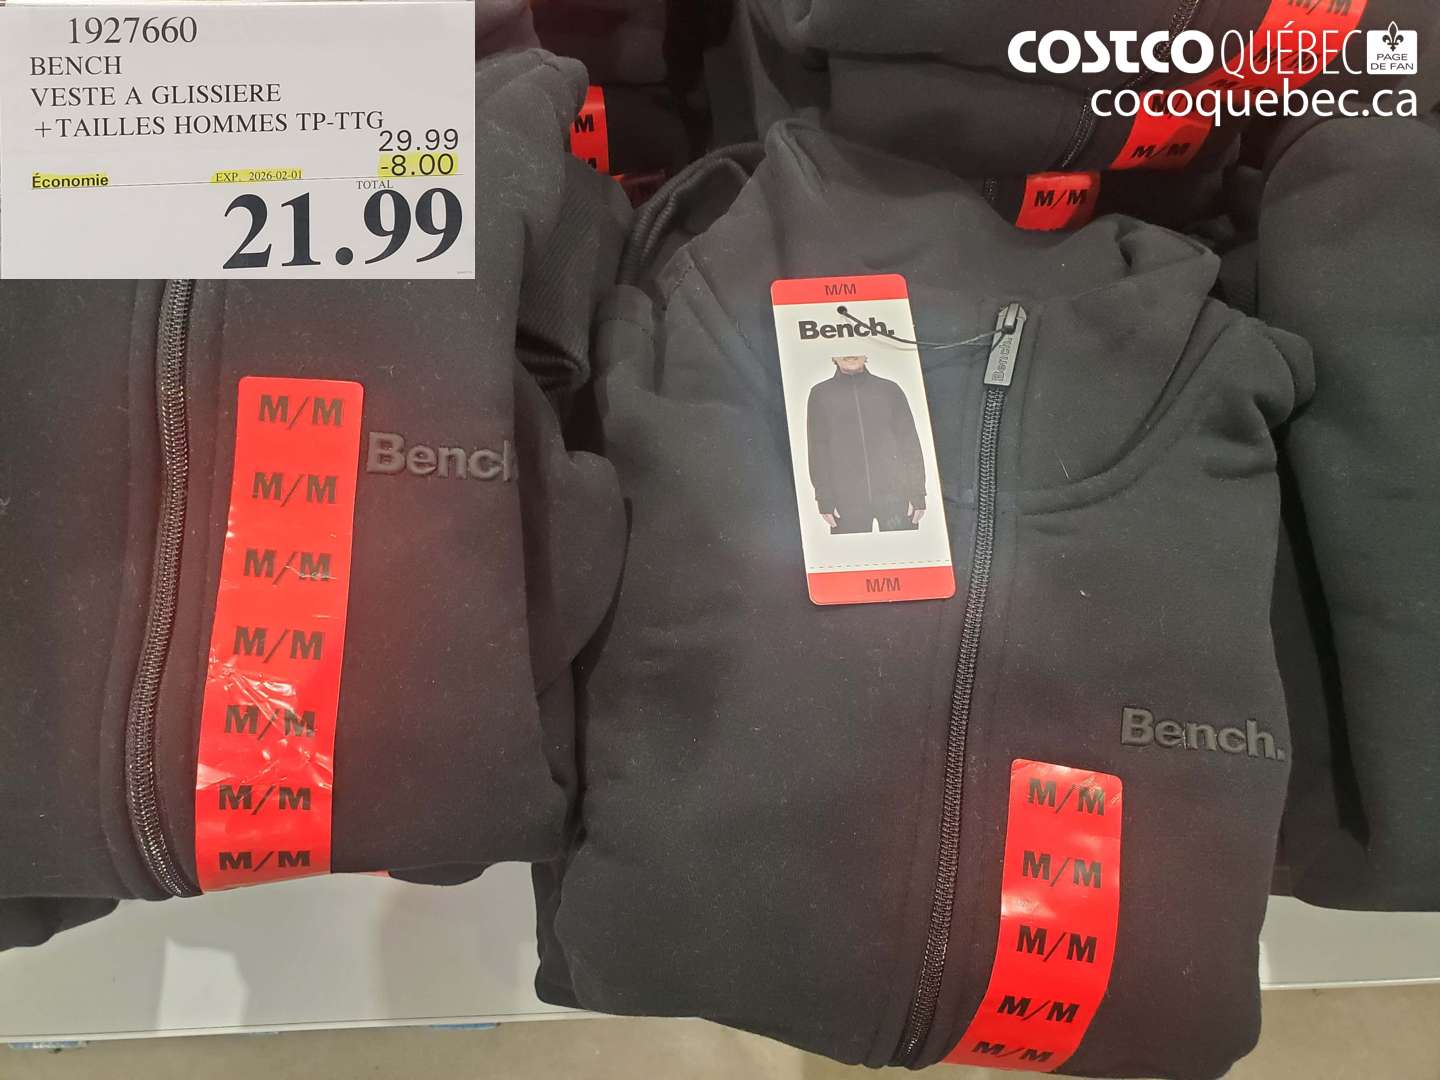 1927660
BENCH
VESTE A GLISSIERE
+TAILLES HOMMES TP-TTG
29.99
-8.00
Économie
EXP. 2026-02-01
TOTAL
21.99
COSTCO QUÉBEC
PAGE
DE FAN
cocoquebec.ca
M/M
M/M
M/M
M
M
M/M
Bench.
Bench.
M/M
M/M
M/M
M/M
M/M
M/M
M/M
M/M
Bench
Bench.
M/M
M/M
M/M
M/M
M/M